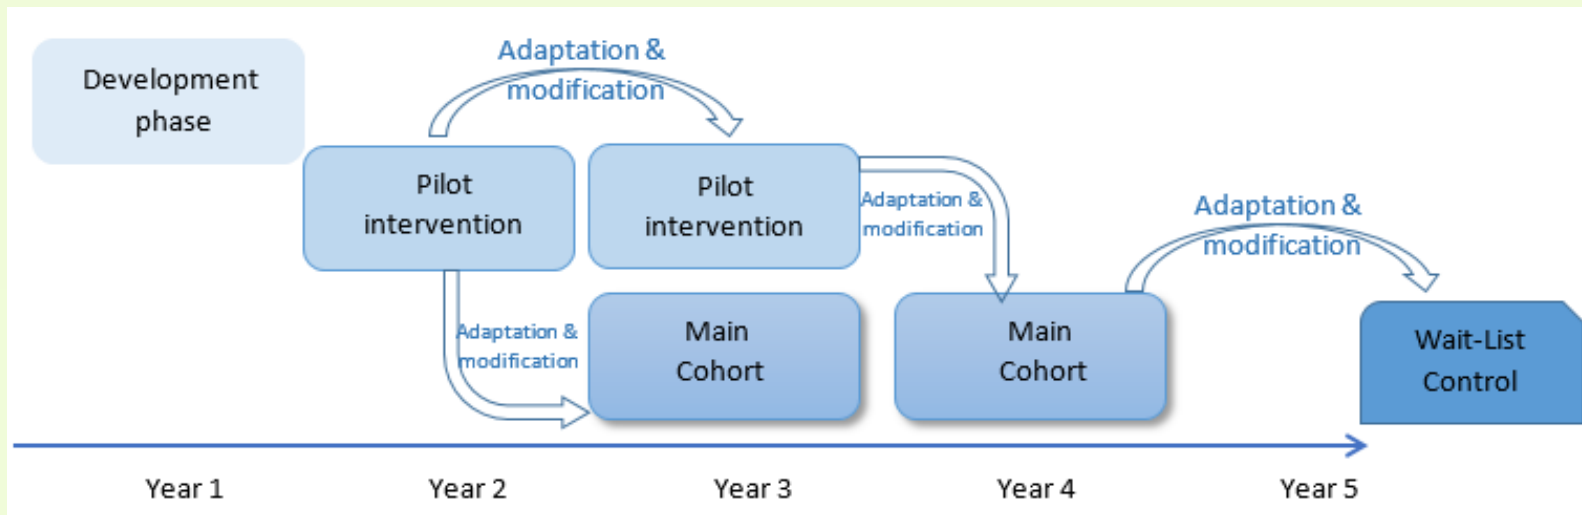 Development
phase
Adaptation &
modification
Pilot
intervention
Pilot
intervention
Adaptation &
modification
Adaptation &
modification
Adaptation &
modification
Main
Cohort
Main
Cohort
Wait-List
Control
Year 1
Year 2
Year 3
Year 4
Year 5